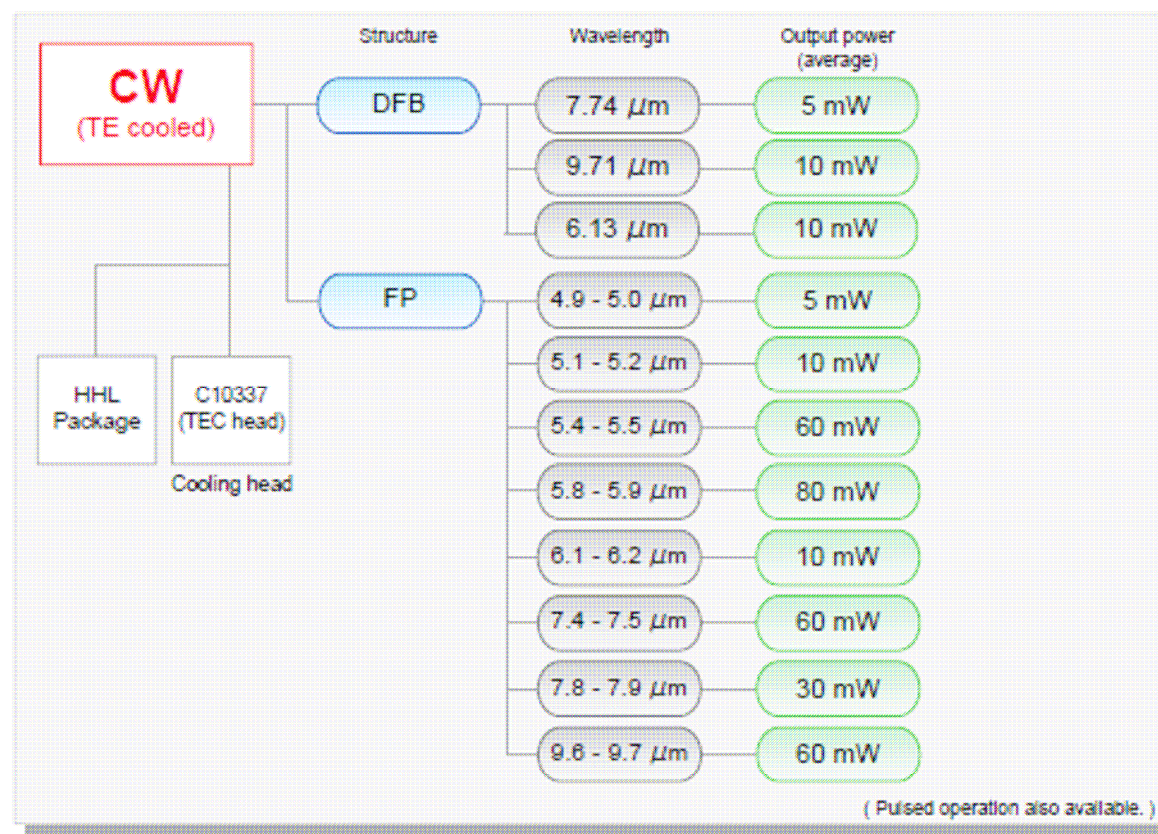 Structure
Wavelength
Output power
(average)
CW
(TE cooled)
DFB
7.74 μm
5 mW
9.71 μm
10 mW
6.13 μm
10 mW
FP
4.9 - 5.0 μm
5 mW
5.1 - 5.2 μm
10 mW
5.4 - 5.5 μm
60 mW
5.8 - 5.9 μm
80 mW
6.1 - 6.2 μm
10 mW
7.4 - 7.5 μm
60 mW
7.8 - 7.9 μm
30 mW
9.6 - 9.7 μm
60 mW
HHL
Package
C10337
(TEC head)
Cooling head
( Pulsed operation also available. )